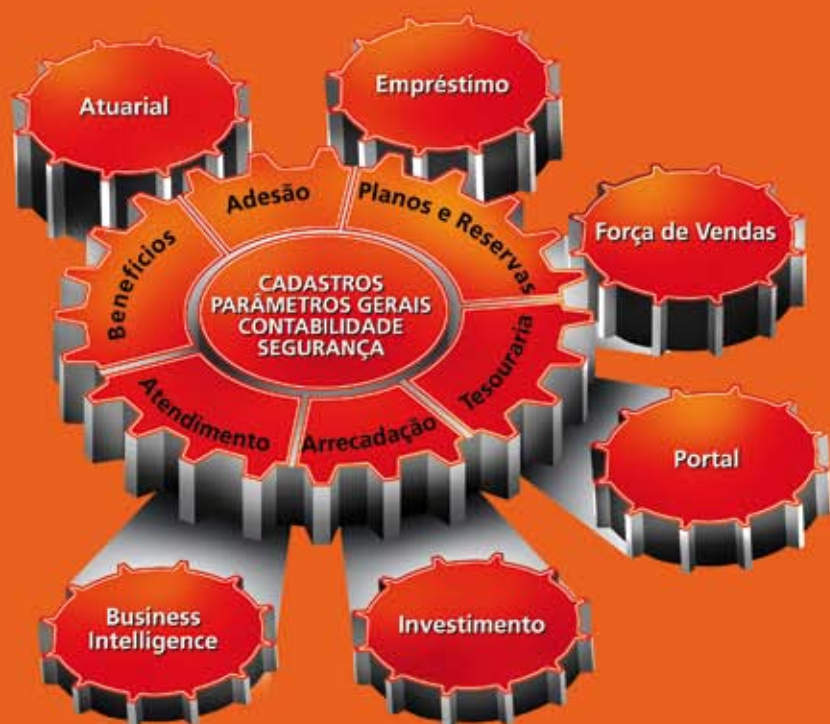 Atuarial
Empréstimo
Força de Vendas
Portal
Investimento
Business
Intelligence
Benefícios
Adesão
Planos e Reservas
Tesouraria
Arrecadação
Atendimento
CADASTROS
PARÂMETROS GERAIS
CONTABILIDADE
SEGURANÇA